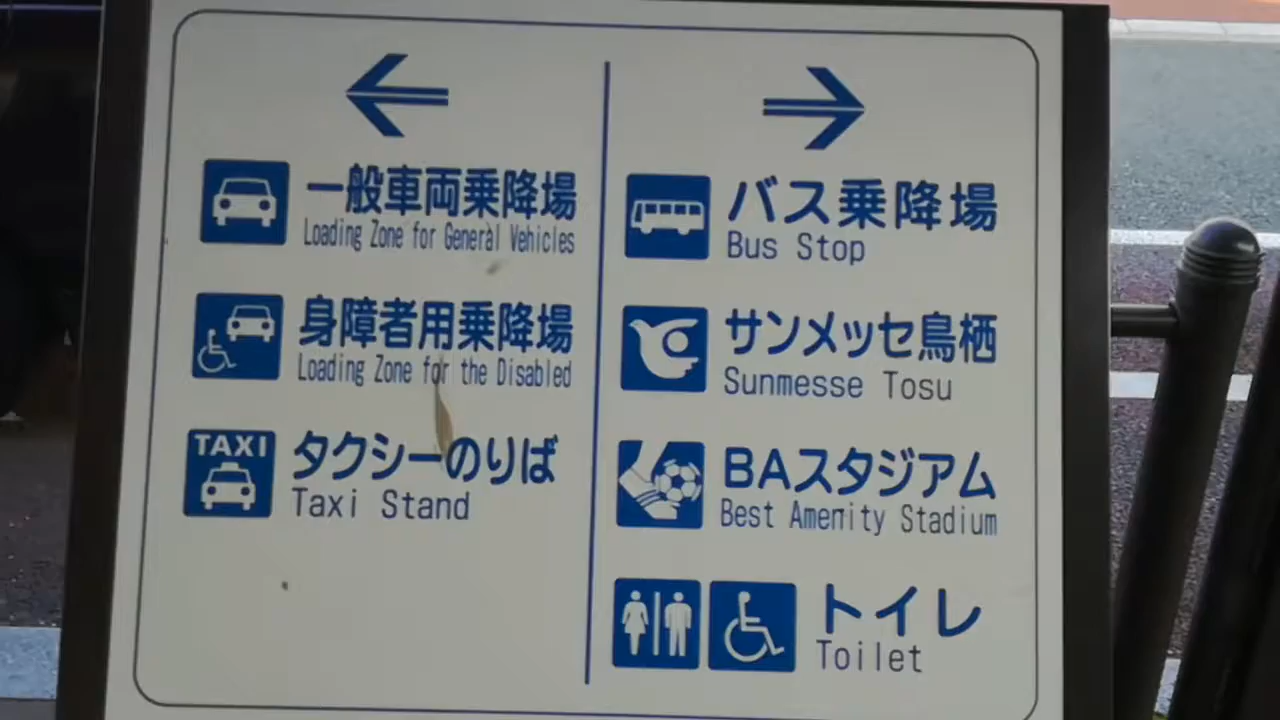 一般車両乗降場
Loading Zone for General Vehicles
身障者用乗降場
Loading Zone for the Disabled
TAXI
タクシーのりば
Taxi Stand
バス乗降場
Bus Stop
サンメッセ鳥栖
Sunmesse Tosu
BAスタジアム
Best Amenity Stadium
トイレ
Toilet